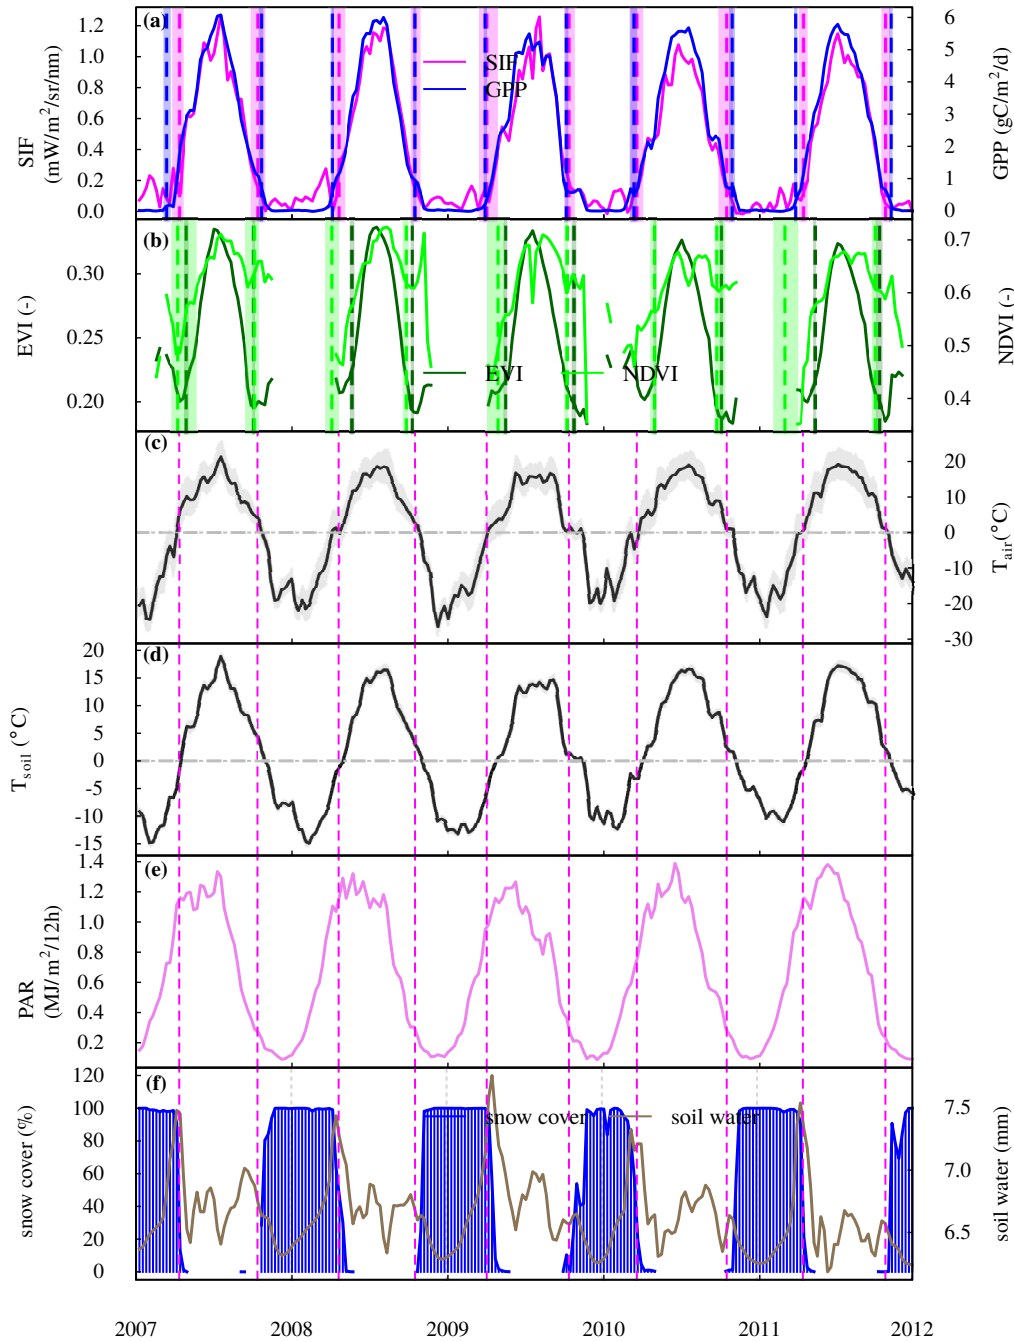 (a)
1.2
1.0
0.8
0.6
0.4
0.2
0.0
SIF
(mW/m²/sr/nm)
SIF
GPP
6
5
4
3
2
1
0
GPP (gC/m²/d)
(b)
0.30
0.25
0.20
EVI (-)
EVI
NDVI
0.7
0.6
0.5
0.4
NDVI (-)
(c)
20
10
0
-10
-20
-30
T_air (°C)
(d)
20
15
10
5
0
-5
-10
-15
T_soil (°C)
(e)
1.4
1.2
1.0
0.8
0.6
0.4
0.2
PAR
(MJ/m²/12h)
(f)
120
100
80
60
40
20
0
snow cover (%)
snow cover
soil water
7.5
7.0
6.5
soil water (mm)
2007 2008 2009 2010 2011 2012